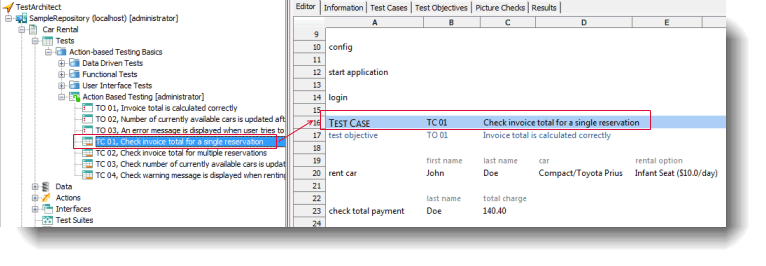 TestArchitect
SampleRepository (localhost) [administrator]
Car Rental
Tests
Action-based Testing Basics
Data Driven Tests
Functional Tests
User Interface Tests
Action Based Testing [administrator]
TO 01, Invoice total is calculated correctly
TO 02, Number of currently available cars is updated aft
TO 03, An error message is displayed when user tries to
TC 01, Check invoice total for a single reservation
TC 02, Check invoice total for multiple reservations
TC 03, Check number of currently available cars is updat
TC 04, Check warning message is displayed when renting
Data
Actions
Interfaces
Test Suites
Editor Information Test Cases Test Objectives Picture Checks Results
A B C D E
9
10 config
11
12 start application
13
14 login
15
16 TEST CASE TC 01 Check invoice total for a single reservation
17 test objective TO 01 Invoice total is calculated correctly
18
19 first name last name car rental option
20 rent car John Doe Compact/Toyota Prius Infant Seat ($10.0/day)
21
22 last name total charge
23 check total payment Doe 140.40
24